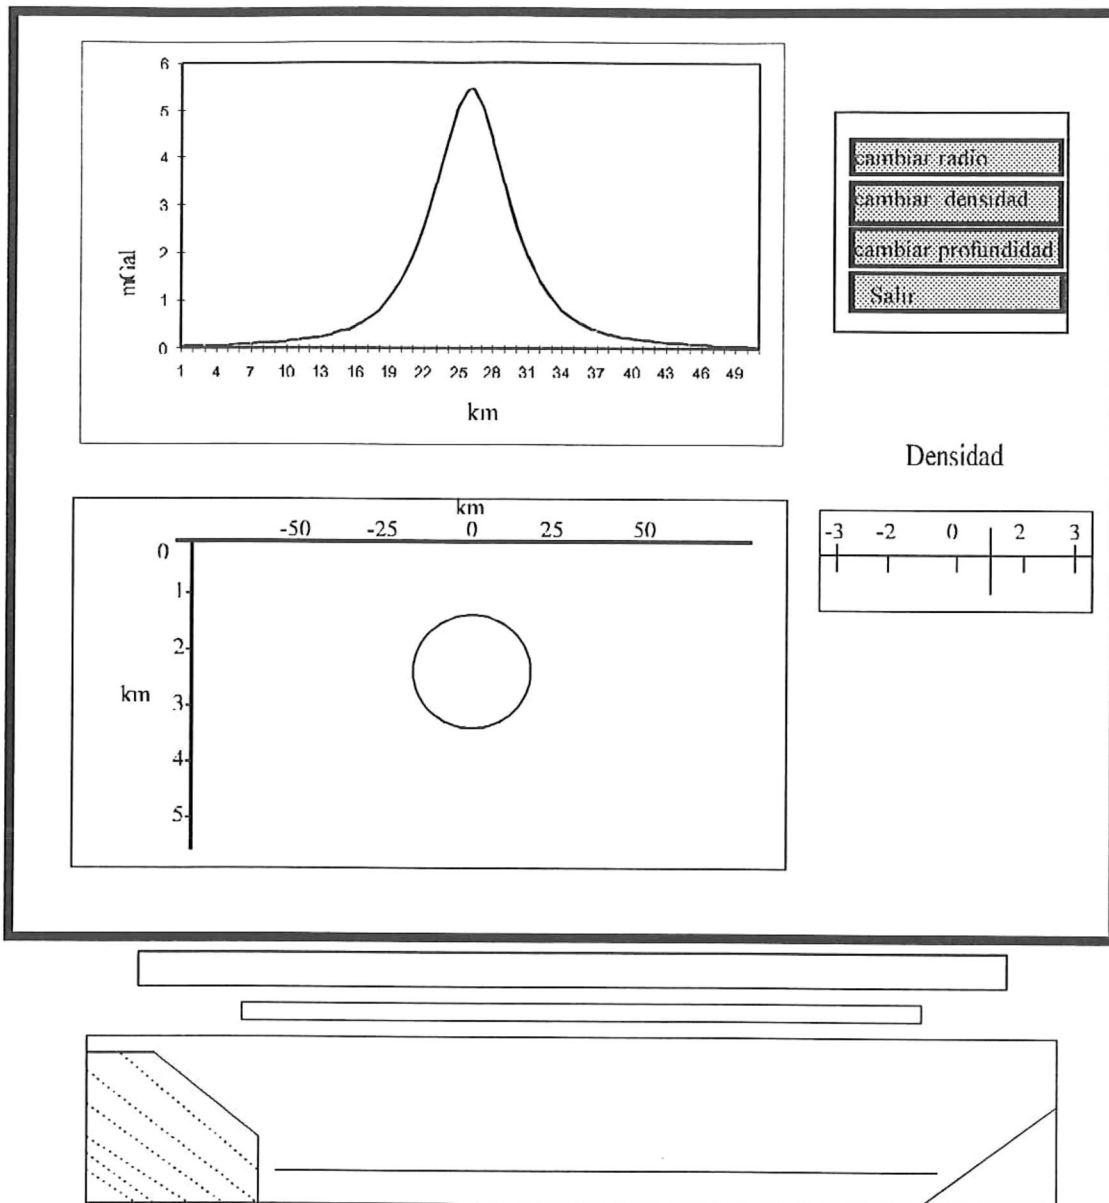 6
5
4
3
2
1
0
mGal
1 4 7 10 13 16 19 22 25 28 31 34 37 40 43 46 49
km
cambiar radio
cambiar densidad
cambiar profundidad
Salir
Densidad
-3 -2 0 2 3
km
-50 -25 0 25 50
0
1
2
km
3
4
5